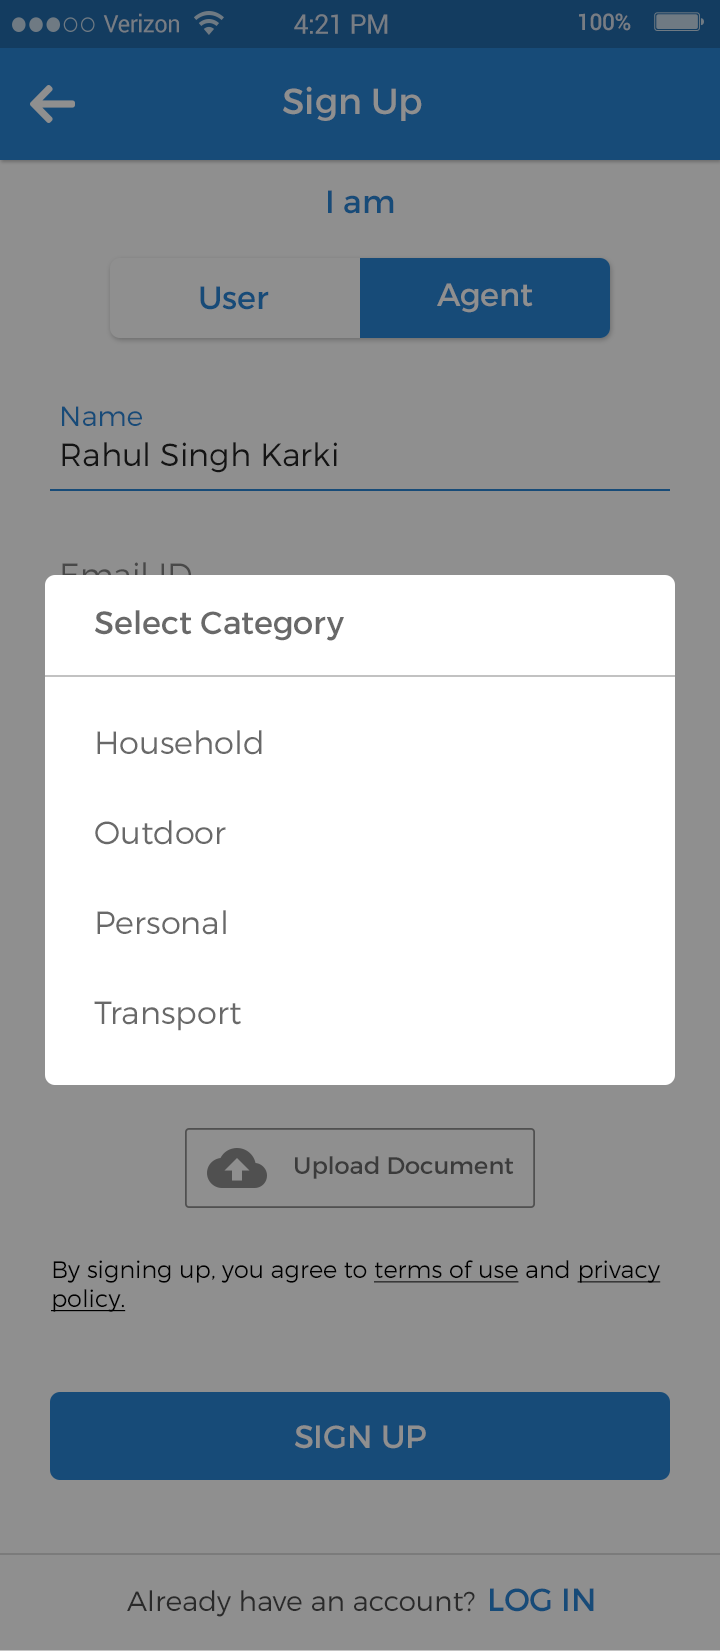 Verizon 4:21 PM 100%
Sign Up
I am
User Agent
Name
Rahul Singh Karki
Email ID
Select Category
Household
Outdoor
Personal
Transport
Upload Document
By signing up, you agree to terms of use and privacy
policy.
SIGN UP
Already have an account? LOG IN